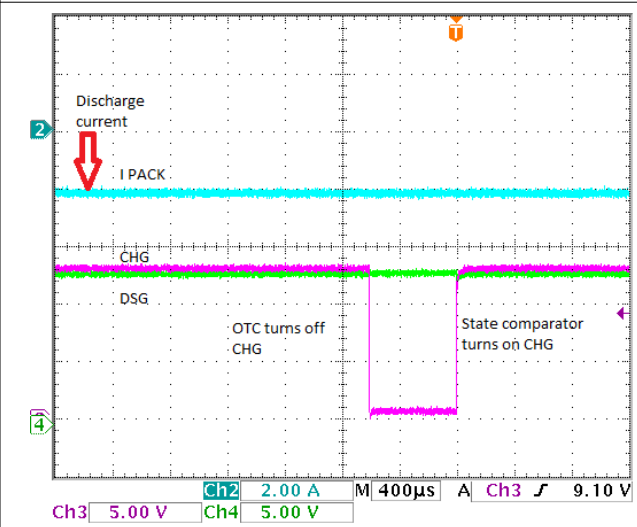 T
Discharge
current
2
I PACK
CHG
DSG
OTC turns off
CHG
State comparator
turns on CHG
4
Ch2 2.00 A M 400µs A Ch3 ʃ 9.10 V
Ch3 5.00 V Ch4 5.00 V